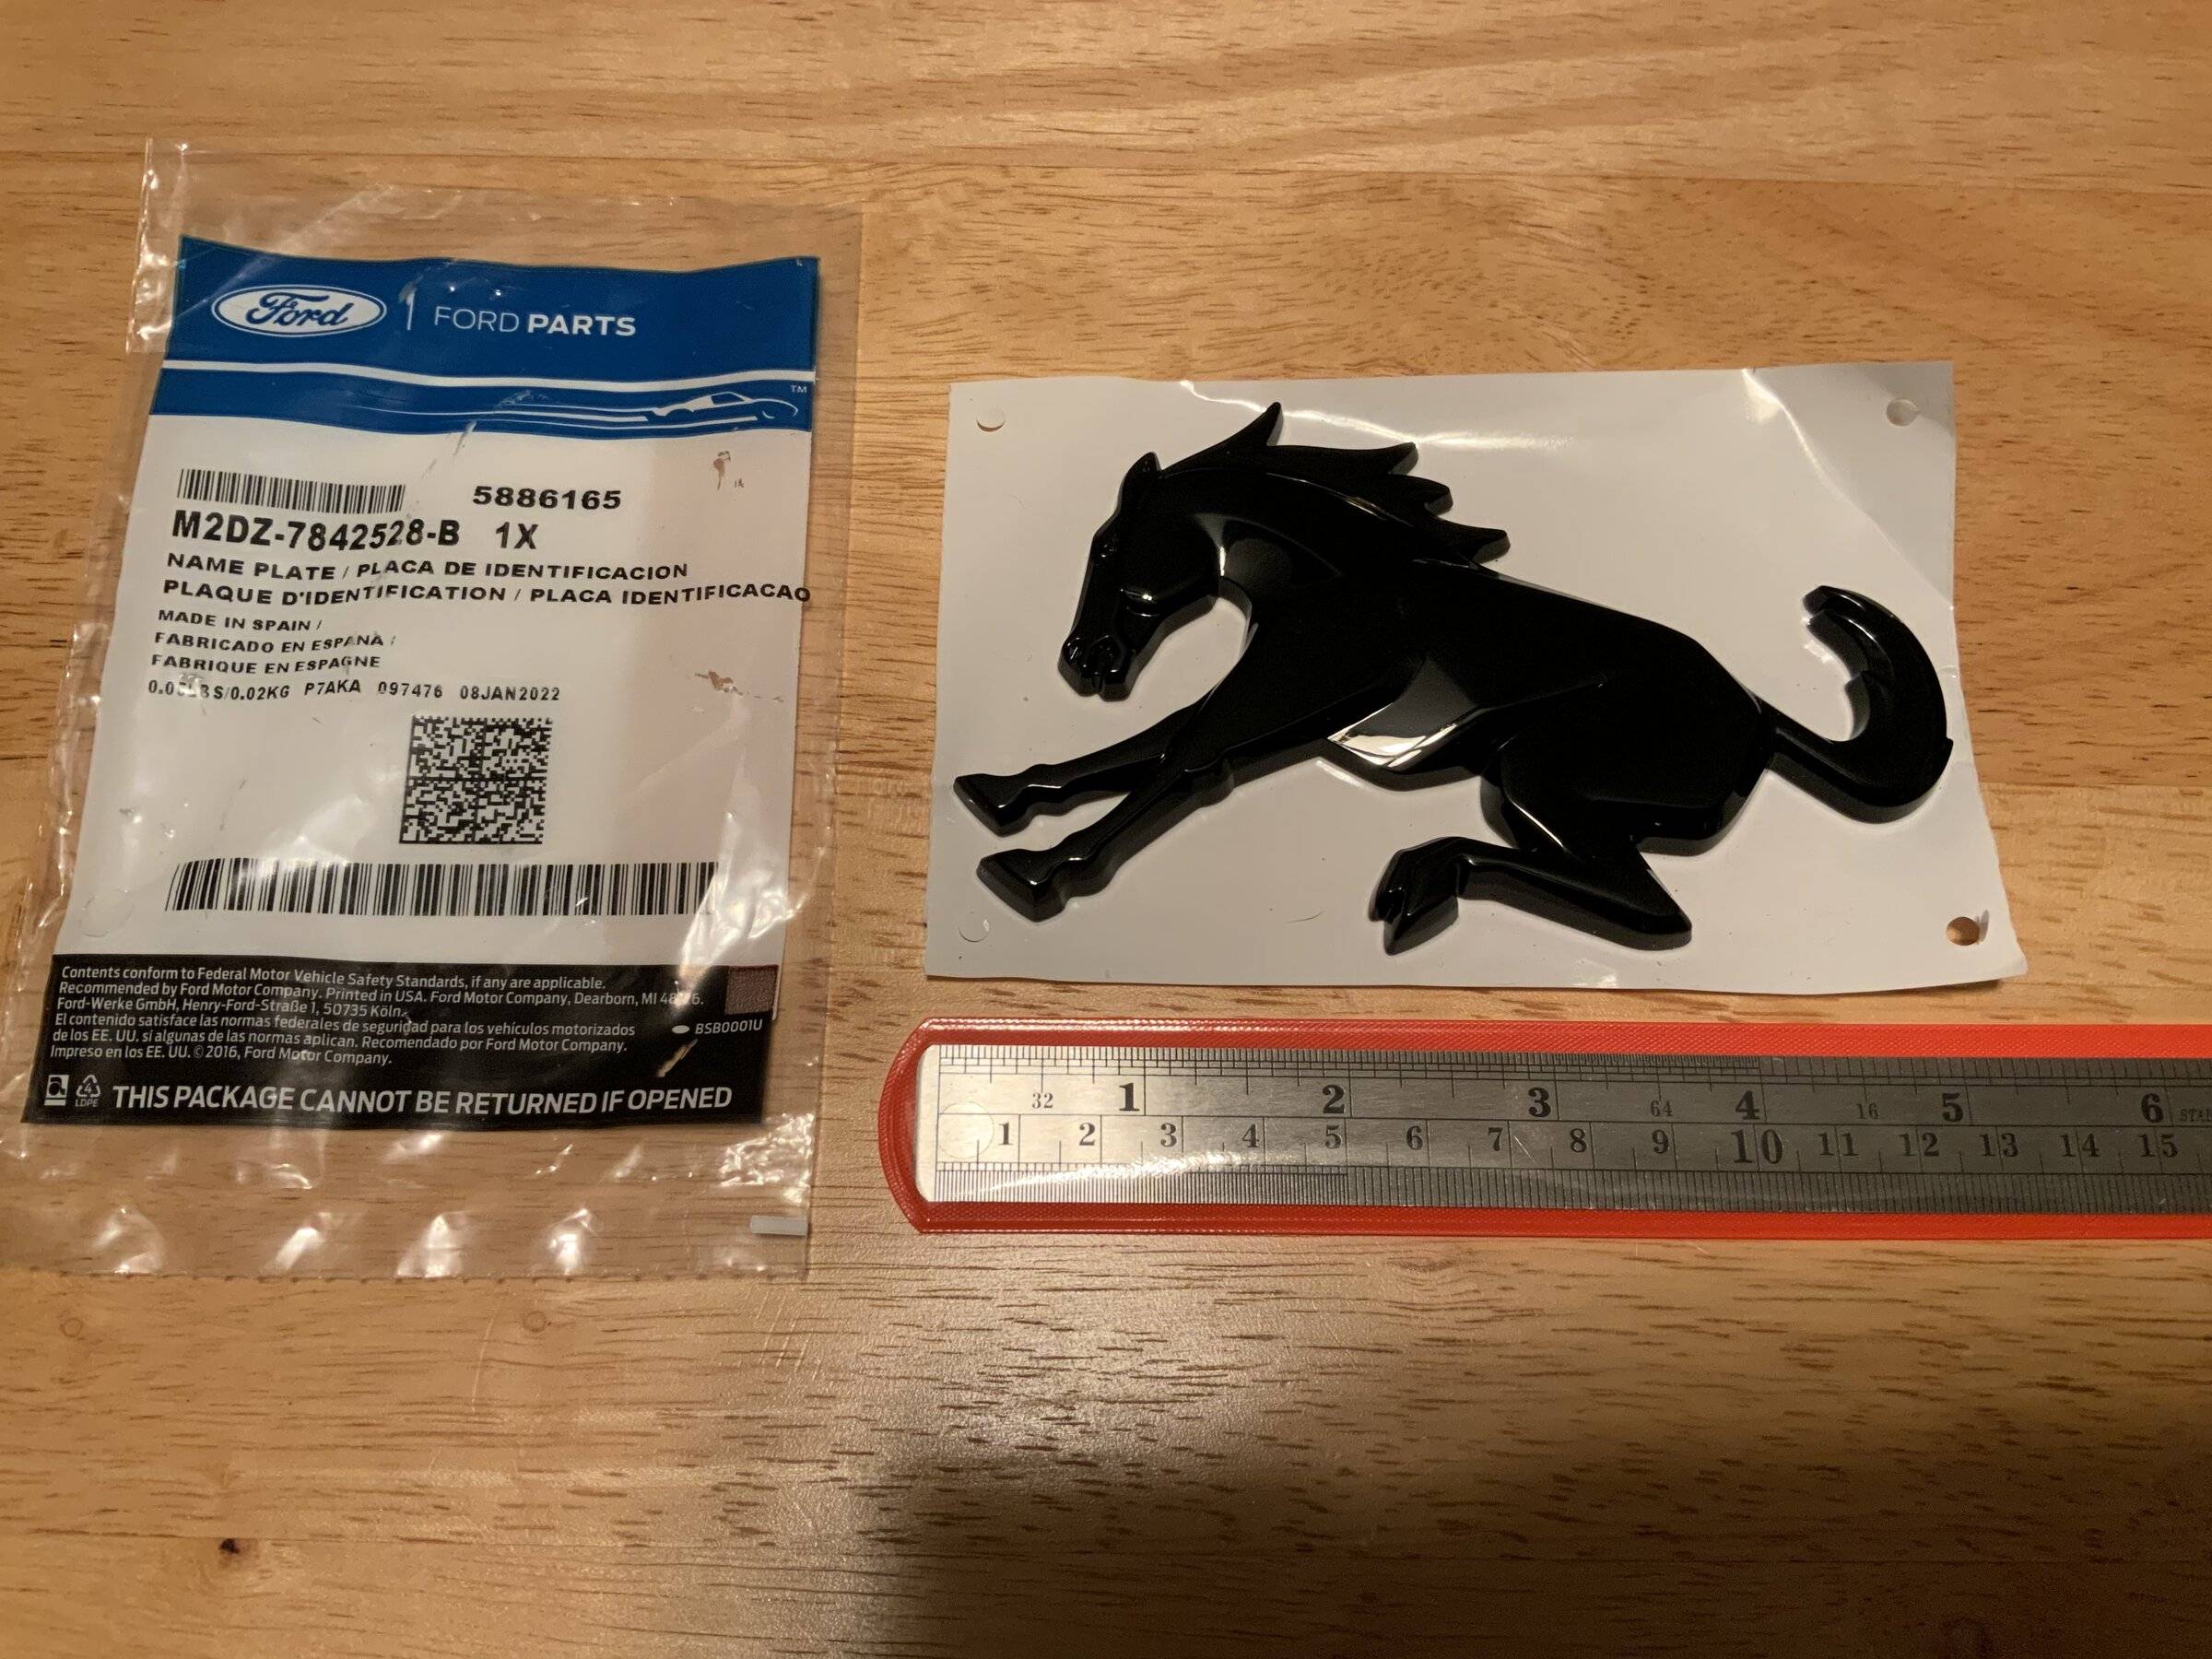 Ford FORD PARTS
TM
5886165
M2DZ-7842528-B 1X
NAME PLATE / PLACA DE IDENTIFICACION
PLAQUE D'IDENTIFICATION / PLACA IDENTIFICACAO
MADE IN SPAIN /
FABRICADO EN ESPANA /
FABRIQUE EN ESPAGNE
P7AKA 097476 08JAN2022
Contents conform to Federal Motor Vehicle Safety Standards, if any are applicable.
Recommended by Ford Motor Company. Printed in USA. Ford Motor Company, Dearborn, MI
Ford-Werke GmbH, Henry-Ford-Straße 1, 50735 Köln.
El contenido satisface las normas federales de seguridad para los vehículos motorizados
de los EE. UU. si algunas de las normas aplican. Recomendado por Ford Motor Company.
Impreso en los EE. UU. © 2016, Ford Motor Company.
BSB0001U
4
LDPE
THIS PACKAGE CANNOT BE RETURNED IF OPENED
32 1 2 3 64 4 16 5 6
1 2 3 4 5 6 7 8 9 10 11 12 13 14 15